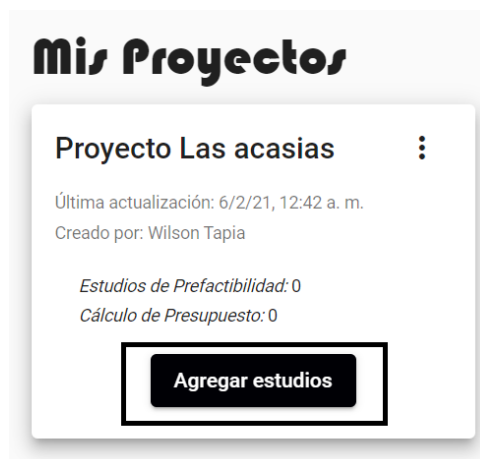 Mis Proyectos
Proyecto Las acasias
Última actualización: 6/2/21, 12:42 a. m.
Creado por: Wilson Tapia
Estudios de Prefactibilidad: 0
Cálculo de Presupuesto: 0
Agregar estudios